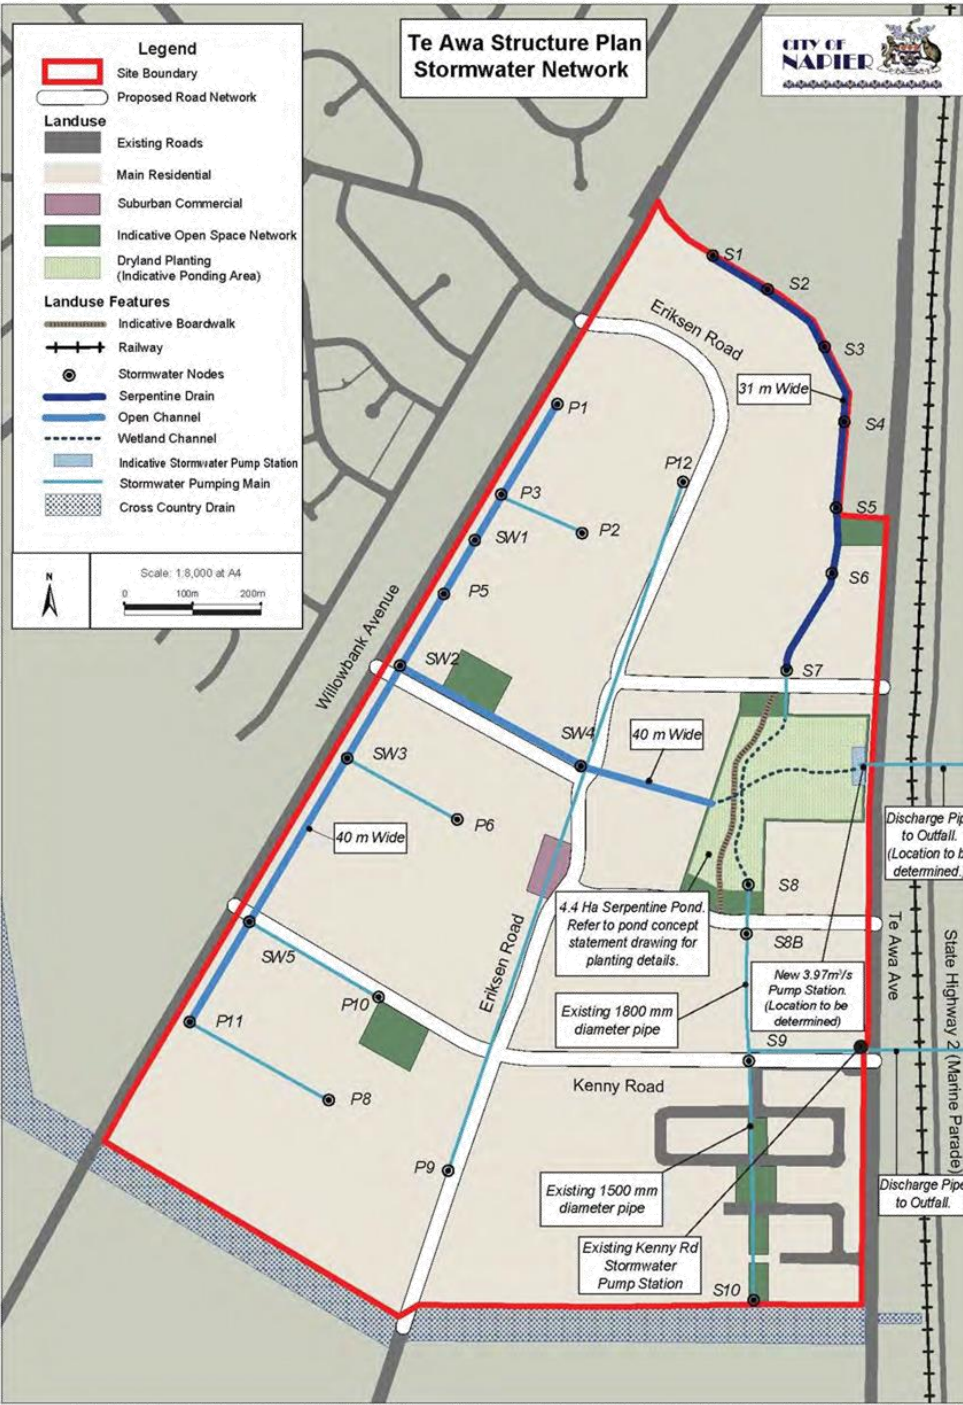 Te Awa Structure Plan
Stormwater Network
CITY OF
NAPIER
Legend
Site Boundary
Proposed Road Network
Landuse
Existing Roads
Main Residential
Suburban Commercial
Indicative Open Space Network
Dryland Planting
(Indicative Ponding Area)
Landuse Features
Indicative Boardwalk
Railway
Stormwater Nodes
Serpentine Drain
Open Channel
Wetland Channel
Indicative Stormwater Pump Station
Stormwater Pumping Main
Cross Country Drain
N
Scale: 1:8,000 at A4
0 100m 200m
S1
S2
Eriksen Road
S3
31 m Wide
P1
S4
P12
P3
S5
P2
SW1
S6
P5
Willowbank Avenue
SW2
S7
SW4
40 m Wide
SW3
P6
40 m Wide
Discharge Pip
to Outfall.
(Location to b
determined.
S8
4.4 Ha Serpentine Pond.
Refer to pond concept
statement drawing for
planting details.
S8B
Te Awa Ave
State Highway 2 (Marine Parade)
SW5
Eriksen Road
New 3.97m³/s
Pump Station.
(Location to be
determined)
P10
Existing 1800 mm
diameter pipe
P11
S9
Kenny Road
P8
P9
Existing 1500 mm
diameter pipe
Discharge Pipe
to Outfall.
Existing Kenny Rd
Stormwater
Pump Station
S10